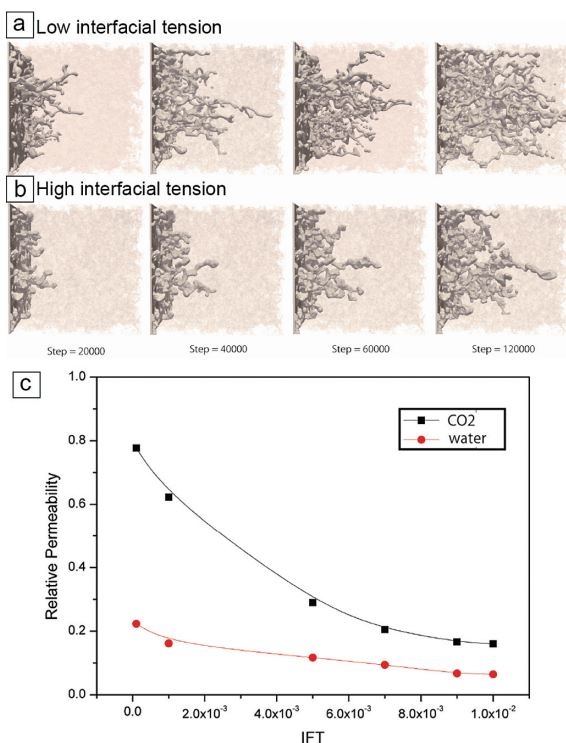 a Low interfacial tension
b High interfacial tension
Step = 20000 Step = 40000 Step = 60000 Step = 120000
c
1.0
0.8
0.6
0.4
0.2
0.0
Relative Permeability
CO2
water
0.0 2.0x10⁻³ 4.0x10⁻³ 6.0x10⁻³ 8.0x10⁻³ 1.0x10⁻²
IFT